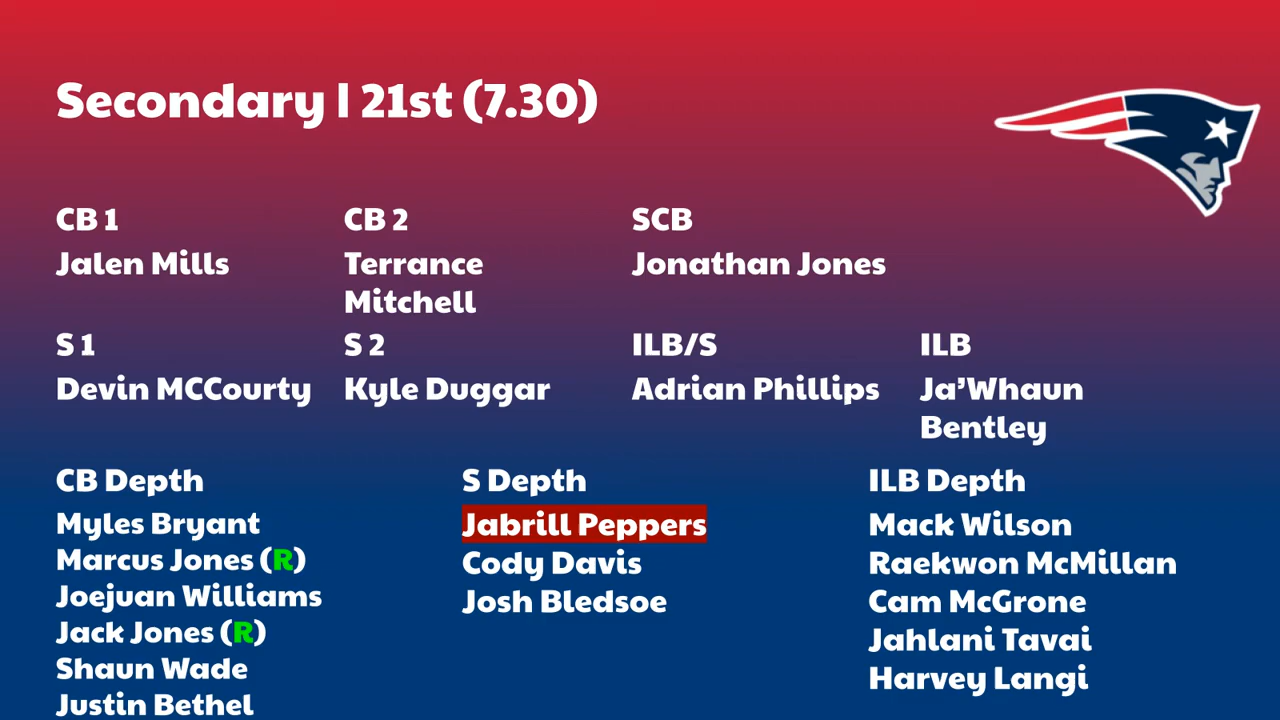 Secondary | 21st (7.30)
CB 1
Jalen Mills
CB 2
Terrance
Mitchell
SCB
Jonathan Jones
S 1
Devin MCCourty
S 2
Kyle Duggar
ILB/S
Adrian Phillips
ILB
Ja’Whaun
Bentley
CB Depth
Myles Bryant
Marcus Jones (R)
Joejuan Williams
Jack Jones (R)
Shaun Wade
Justin Bethel
S Depth
Jabrill Peppers
Cody Davis
Josh Bledsoe
ILB Depth
Mack Wilson
Raekwon McMillan
Cam McGrone
Jahlani Tavai
Harvey Langi